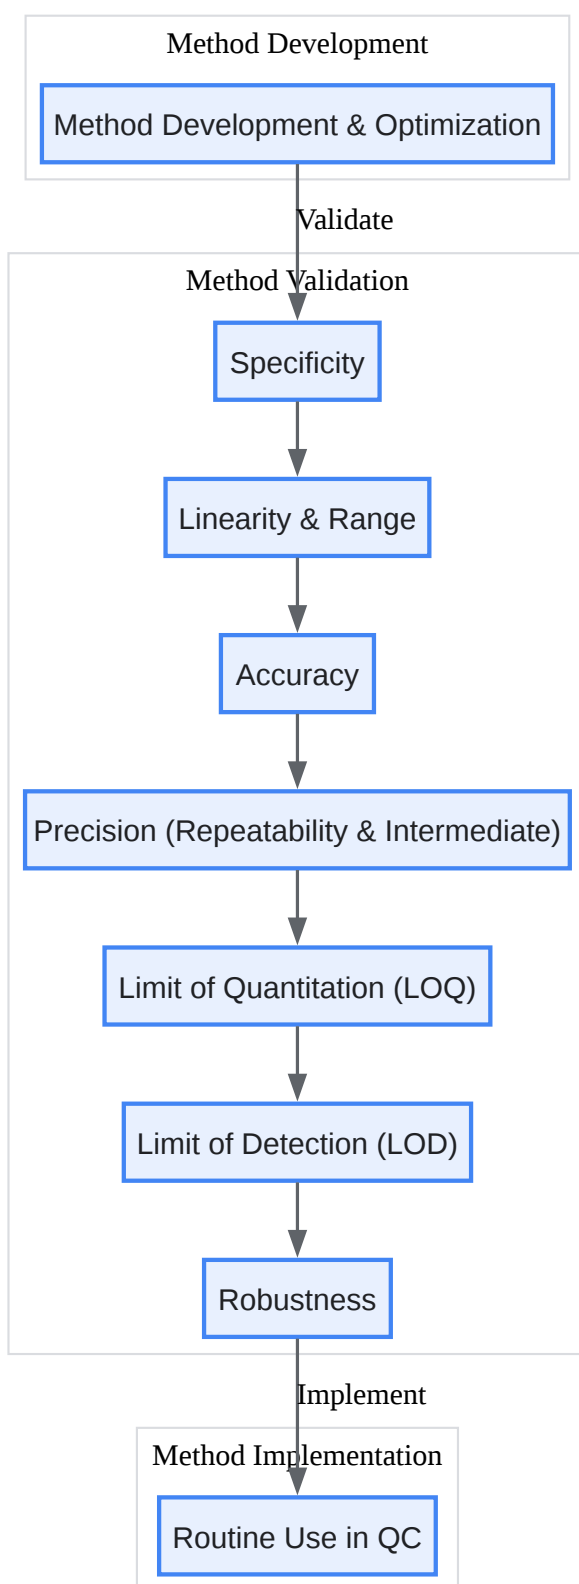 Method Development
Method Development & Optimization
Validate
Method Validation
Specificity
Linearity & Range
Accuracy
Precision (Repeatability & Intermediate)
Limit of Quantitation (LOQ)
Limit of Detection (LOD)
Robustness
Implement
Method Implementation
Routine Use in QC